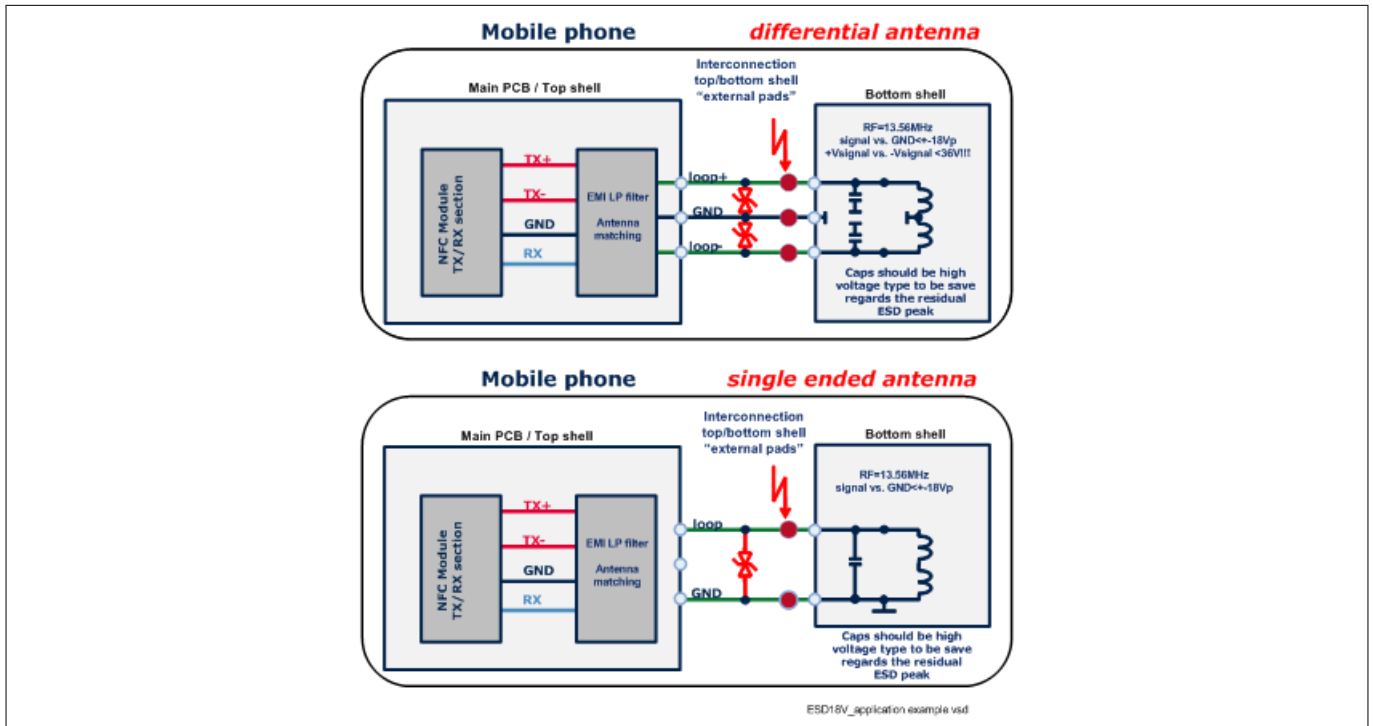 Mobile phone
differential antenna
Interconnection
top/bottom shell
"external pads"
Main PCB / Top shell
Bottom shell
RF=13.56MHz
signal vs. GND<+-18Vp
+Vsignal vs. -Vsignal <36V!!!
NFC Module
TX/RX section
TX+
TX-
GND
RX
EMI LP filter
Antenna
matching
loop+
GND
loop-
Caps should be high
voltage type to be save
regards the residual
ESD peak
Mobile phone
single ended antenna
Interconnection
top/bottom shell
"external pads"
Main PCB / Top shell
Bottom shell
RF=13.56MHz
signal vs. GND<+-18Vp
NFC Module
TX/RX section
TX+
TX-
GND
RX
EMI LP filter
Antenna
matching
loop
GND
Caps should be high
voltage type to be save
regards the residual
ESD peak
ESD18V_application example vsd